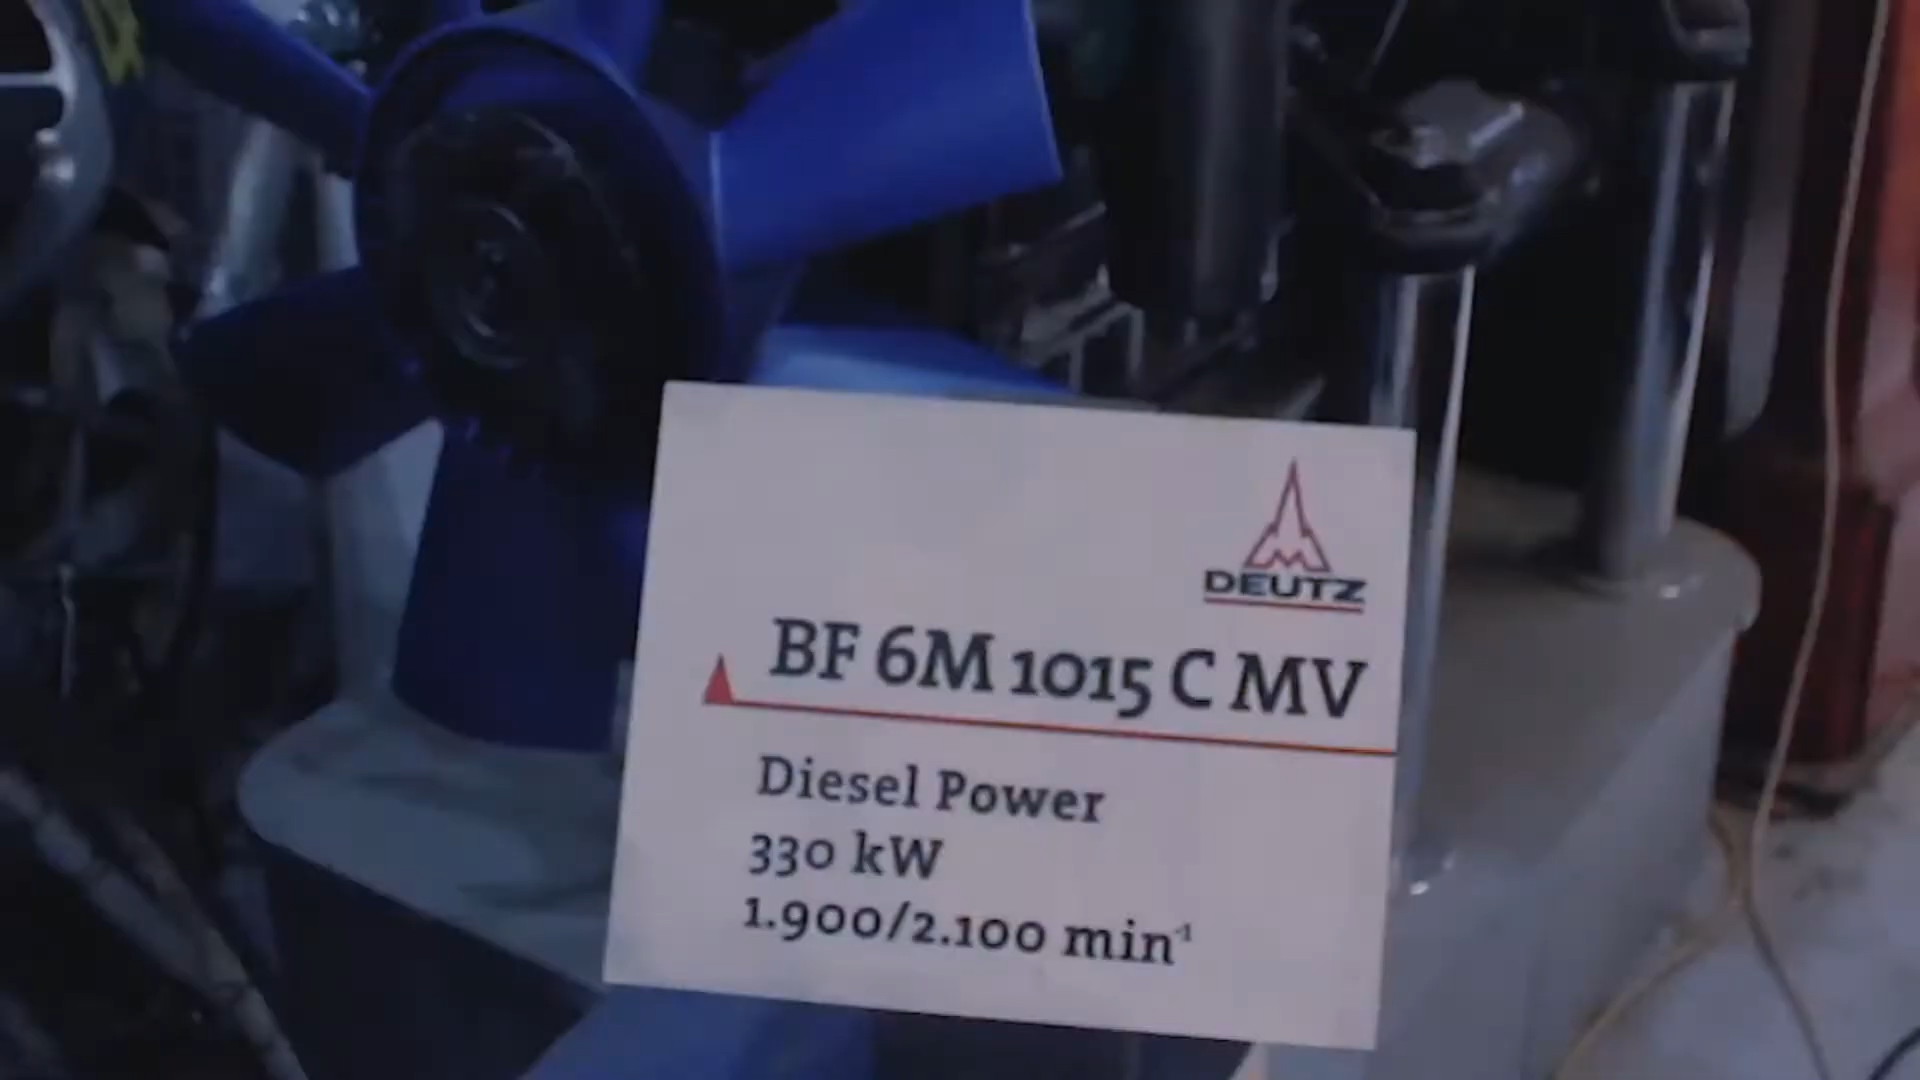 DEUTZ
BF 6M 1015 C MV
Diesel Power
330 kW
1.900/2.100 min⁻¹